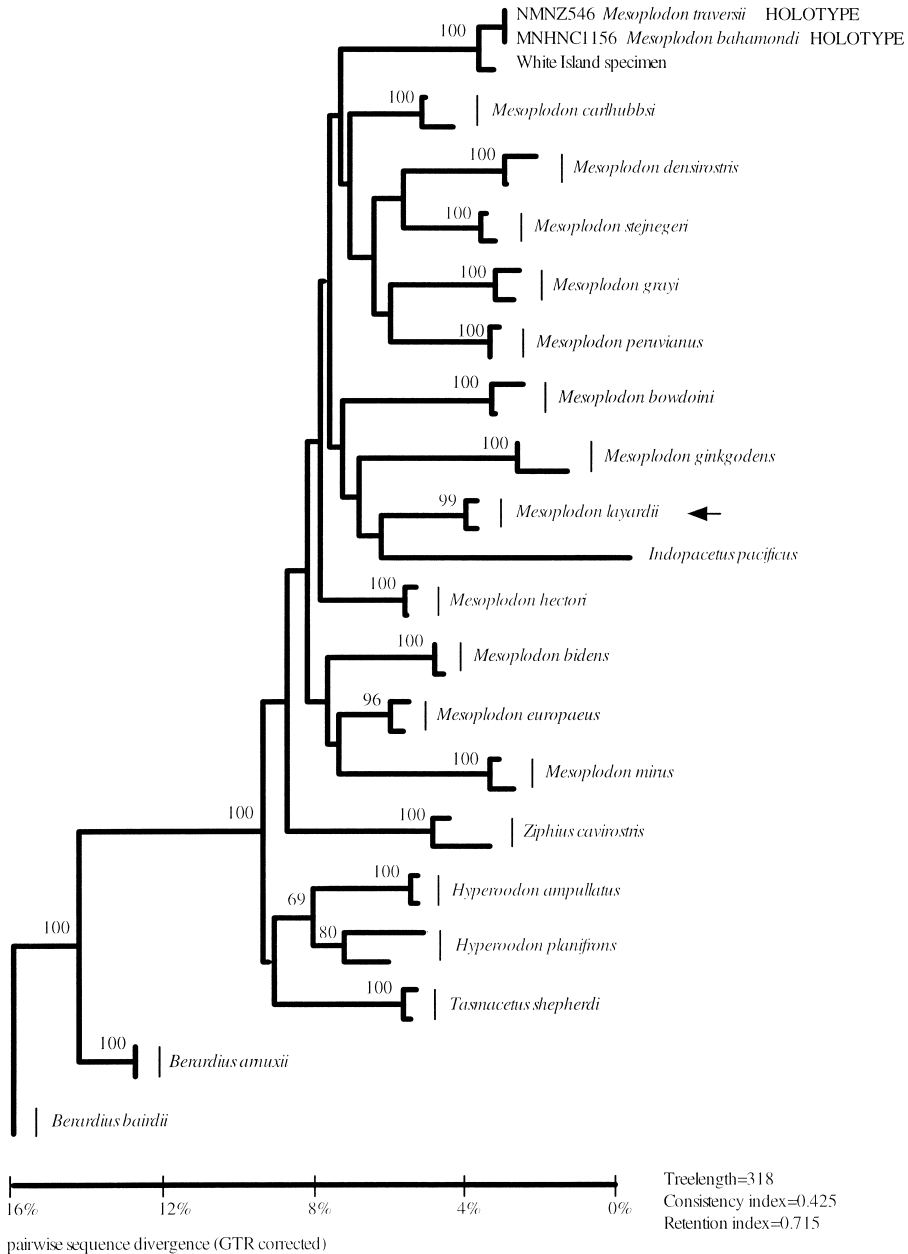 NMNZ546 Mesoplodon traversii HOLOTYPE
100
MNHNC1156 Mesoplodon bahamondi HOLOTYPE
White Island specimen
100
Mesoplodon carlhubbsi
100
Mesoplodon densirostris
100
Mesoplodon stejnegeri
100
Mesoplodon grayi
100
Mesoplodon peruvianus
100
Mesoplodon bowdoini
100
Mesoplodon ginkgodens
99
Mesoplodon layardii
Indopacetus pacificus
100
Mesoplodon hectori
100
Mesoplodon bidens
96
Mesoplodon europaeus
100
Mesoplodon mirus
100
100
Ziphius cavirostris
100
Hyperoodon ampullatus
69
100
80
Hyperoodon planifrons
100
Tasmacetus shepherdi
100
Berardius arnuxii
Berardius bairdii
16% 12% 8% 4% 0%
pairwise sequence divergence (GTR corrected)
Treelength=318
Consistency index=0.425
Retention index=0.715